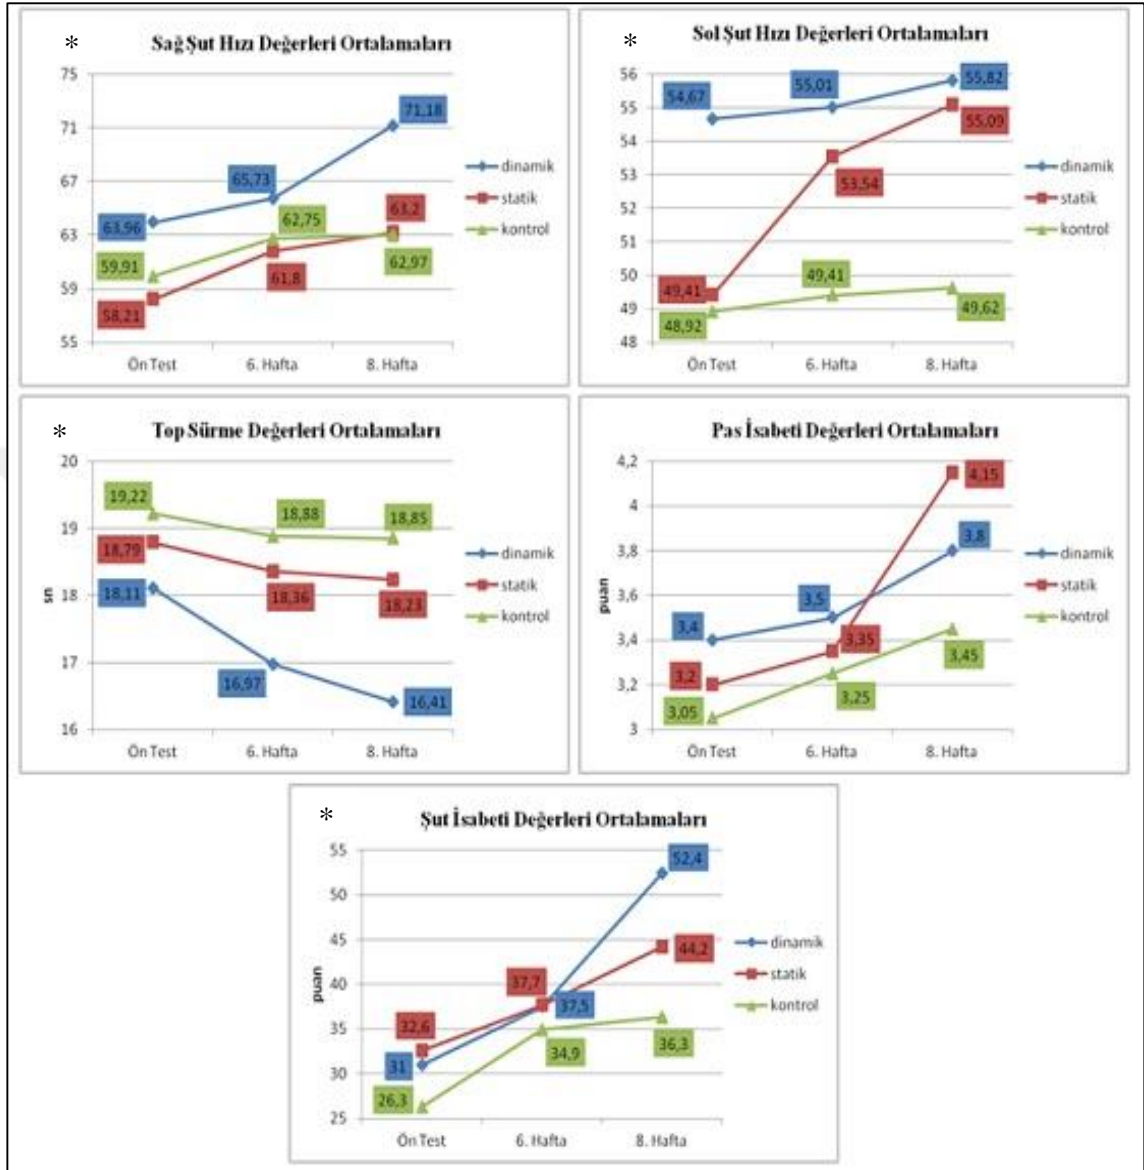 * Sağ Şut Hızı Değerleri Ortalamaları
75
71
67
63
59
55
63,96
65,73
71,18
58,21
61,8
63,2
59,91
62,75
62,97
Ön Test 6. Hafta 8. Hafta
dinamik
statik
kontrol
* Sol Şut Hızı Değerleri Ortalamaları
56
55
54
53
52
51
50
49
48
54,67
55,01
55,82
49,41
53,54
55,09
48,92
49,41
49,62
Ön Test 6. Hafta 8. Hafta
dinamik
statik
kontrol
* Top Sürme Değerleri Ortalamaları
sn
20
19
18
17
16
19,22
18,88
18,85
18,79
18,36
18,23
18,11
16,97
16,41
Ön Test 6. Hafta 8. Hafta
dinamik
statik
kontrol
Pas İsabeti Değerleri Ortalamaları
puan
4,2
4
3,8
3,6
3,4
3,2
3
3,4
3,5
3,8
3,2
3,35
4,15
3,05
3,25
3,45
Ön Test 6. Hafta 8. Hafta
dinamik
statik
kontrol
* Şut İsabeti Değerleri Ortalamaları
puan
55
50
45
40
35
30
25
31
37,5
52,4
32,6
37,7
44,2
26,3
34,9
36,3
Ön Test 6. Hafta 8. Hafta
dinamik
statik
kontrol